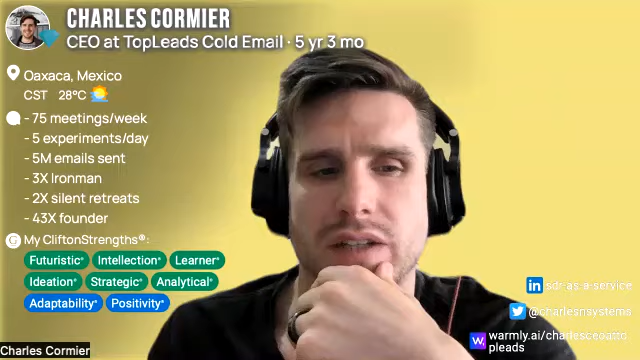 CHARLES CORMIER
CEO at TopLeads Cold Email · 5 yr 3 mo
Oaxaca, Mexico
CST 28°C
- 75 meetings/week
- 5 experiments/day
- 5M emails sent
- 3X Ironman
- 2X silent retreats
- 43X founder
G My CliftonStrengths®:
Futuristic® Intellection® Learner®
Ideation® Strategic® Analytical®
Adaptability® Positivity®
in sdr-as-a-service
@charlesnsystems
w. warmly.ai/charlesceoatto
pleads
Charles Cormier